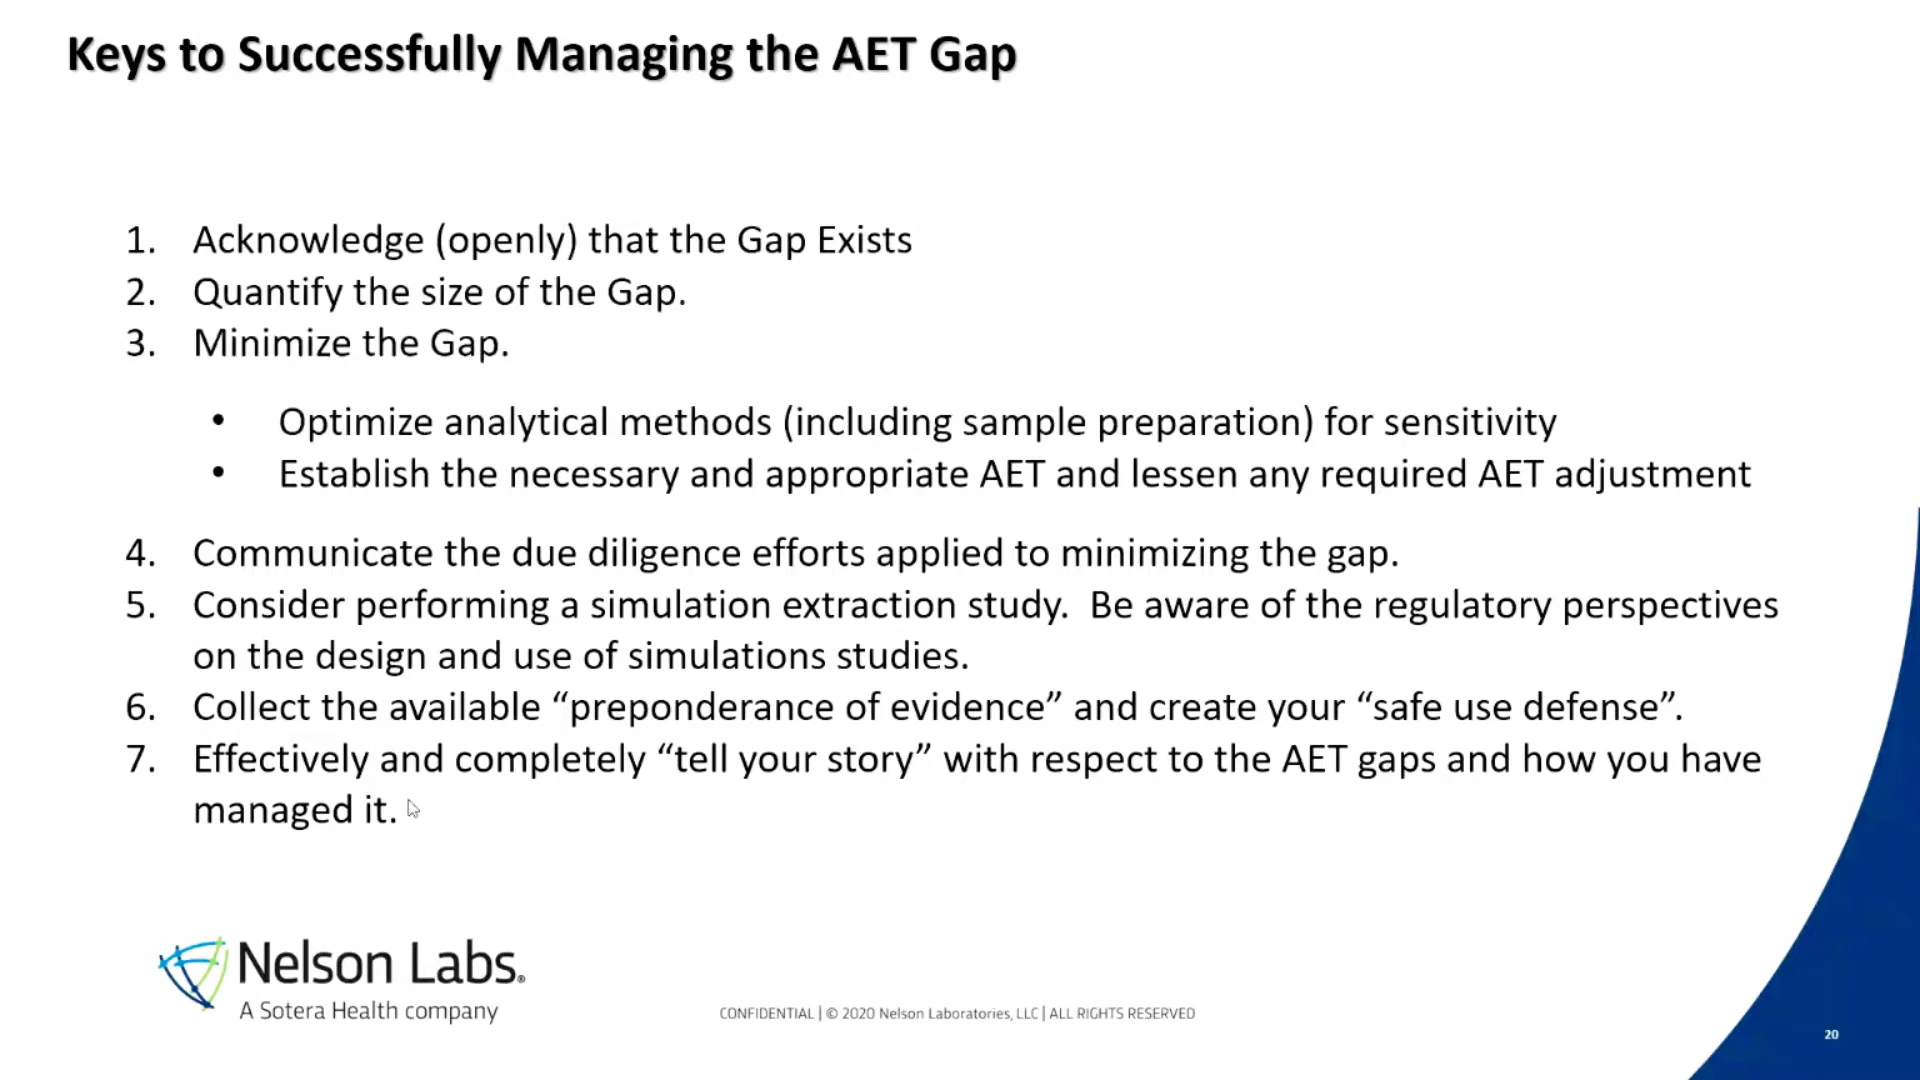 Keys to Successfully Managing the AET Gap
1. Acknowledge (openly) that the Gap Exists
2. Quantify the size of the Gap.
3. Minimize the Gap.
• Optimize analytical methods (including sample preparation) for sensitivity
• Establish the necessary and appropriate AET and lessen any required AET adjustment
4. Communicate the due diligence efforts applied to minimizing the gap.
5. Consider performing a simulation extraction study.  Be aware of the regulatory perspectives
on the design and use of simulations studies.
6. Collect the available “preponderance of evidence” and create your “safe use defense”.
7. Effectively and completely “tell your story” with respect to the AET gaps and how you have
managed it.
Nelson Labs®
A Sotera Health company
CONFIDENTIAL | © 2020 Nelson Laboratories, LLC | ALL RIGHTS RESERVED
20